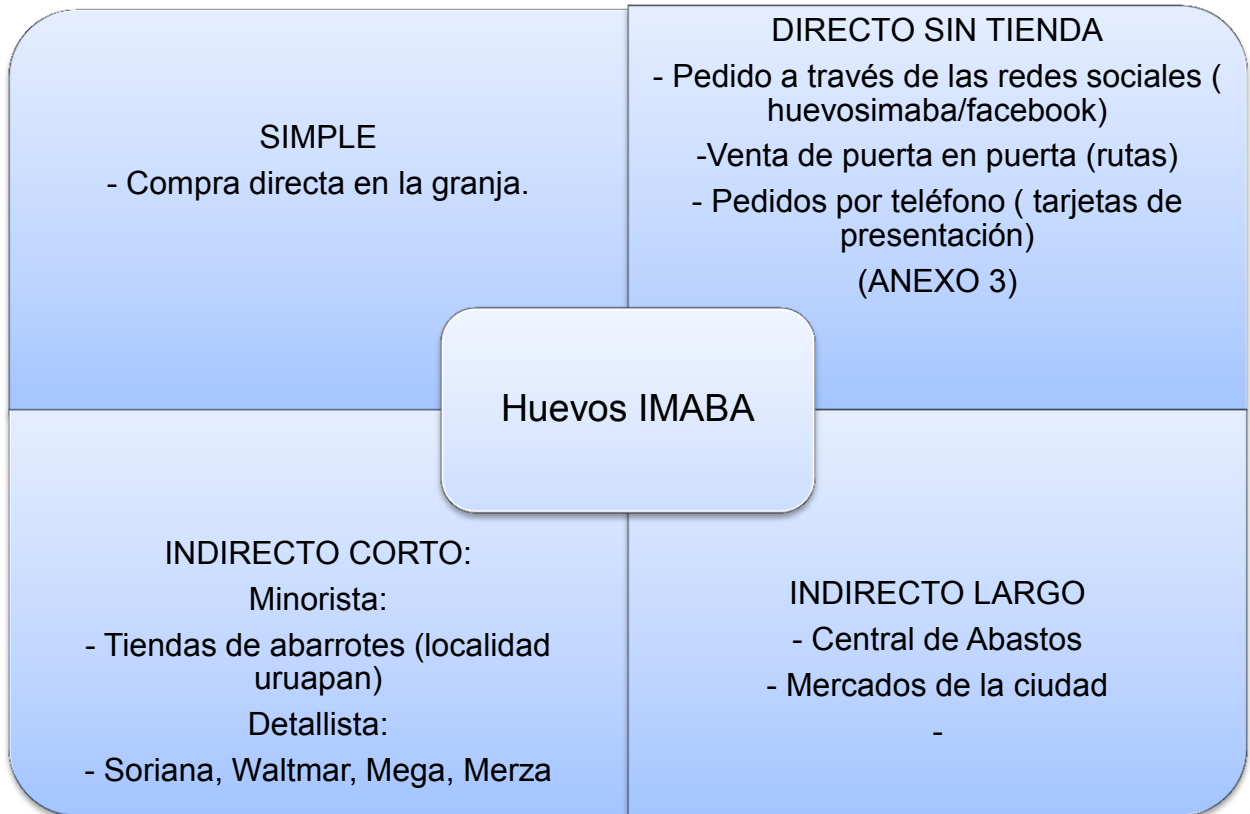 SIMPLE
- Compra directa en la granja.
DIRECTO SIN TIENDA
- Pedido a través de las redes sociales (
huevosimaba/facebook)
-Venta de puerta en puerta (rutas)
- Pedidos por teléfono ( tarjetas de
presentación)
(ANEXO 3)
Huevos IMABA
INDIRECTO CORTO:
Minorista:
- Tiendas de abarrotes (localidad
uruapan)
Detallista:
- Soriana, Waltmar, Mega, Merza
INDIRECTO LARGO
- Central de Abastos
- Mercados de la ciudad
-